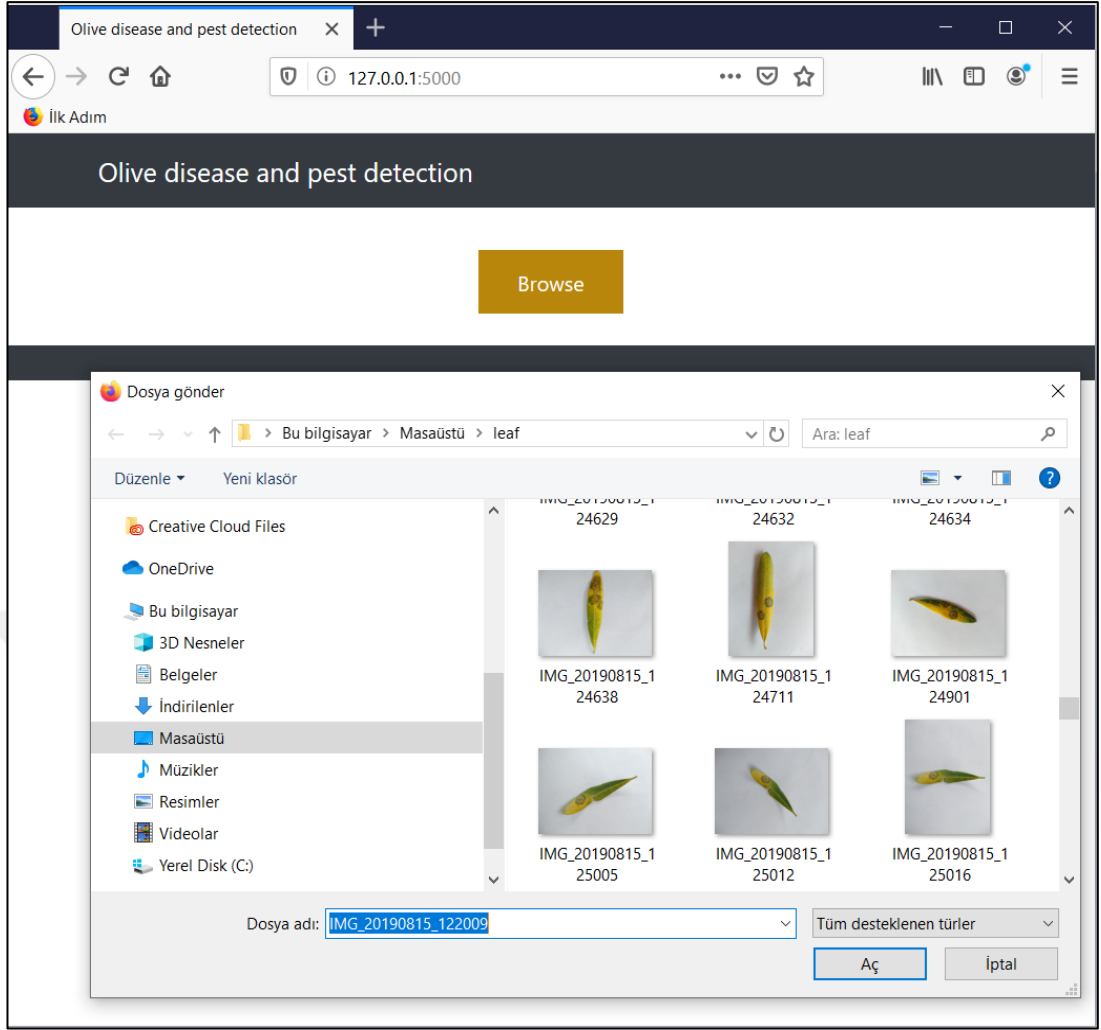 Olive disease and pest detection
127.0.0.1:5000
İlk Adım
Olive disease and pest detection
Browse
Dosya gönder
Bu bilgisayar > Masaüstü > leaf
Ara: leaf
Düzenle
Yeni klasör
Creative Cloud Files
OneDrive
Bu bilgisayar
3D Nesneler
Belgeler
İndirilenler
Masaüstü
Müzikler
Resimler
Videolar
Yerel Disk (C:)
IMG_20190815_1 IMG_20190815_1 IMG_20190815_1
24629 24632 24634
IMG_20190815_1 IMG_20190815_1 IMG_20190815_1
24638 24711 24901
IMG_20190815_1 IMG_20190815_1 IMG_20190815_1
25005 25012 25016
Dosya adı: IMG_20190815_122009
Tüm desteklenen türler
Aç İptal